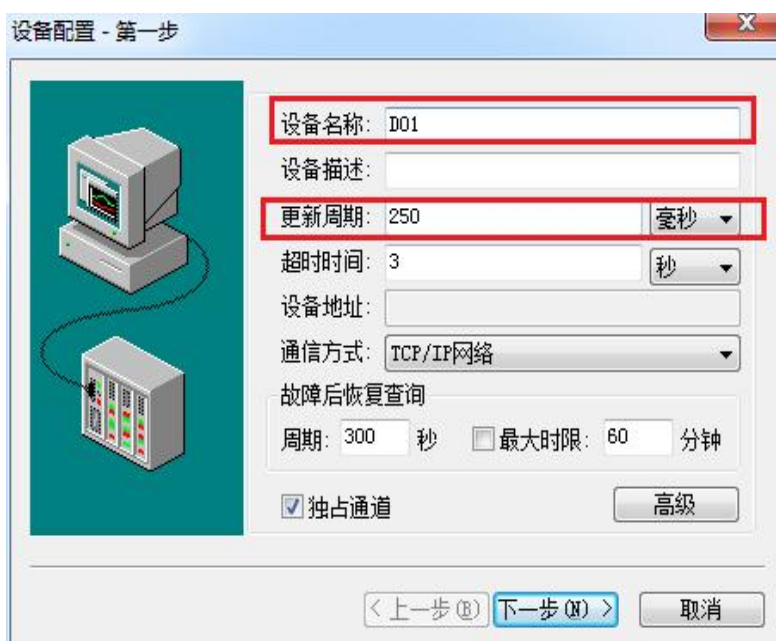 设备配置 - 第一步
设备名称: DO1
设备描述:
更新周期: 250 毫秒
超时时间: 3 秒
设备地址:
通信方式: TCP/IP网络
故障后恢复查询
周期: 300 秒 最大时限: 60 分钟
独占通道 高级
< 上一步(B) 下一步(N) > 取消